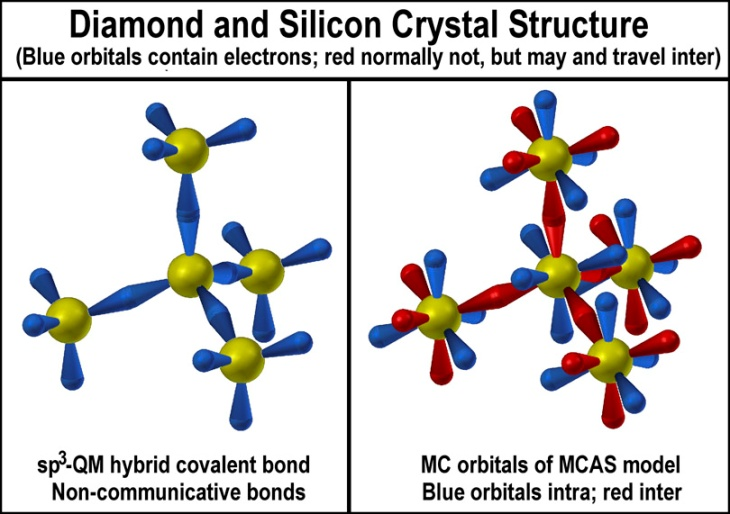 Diamond and Silicon Crystal Structure
(Blue orbitals contain electrons; red normally not, but may and travel inter)
sp³-QM hybrid covalent bond
Non-communicative bonds
MC orbitals of MCAS model
Blue orbitals intra; red inter